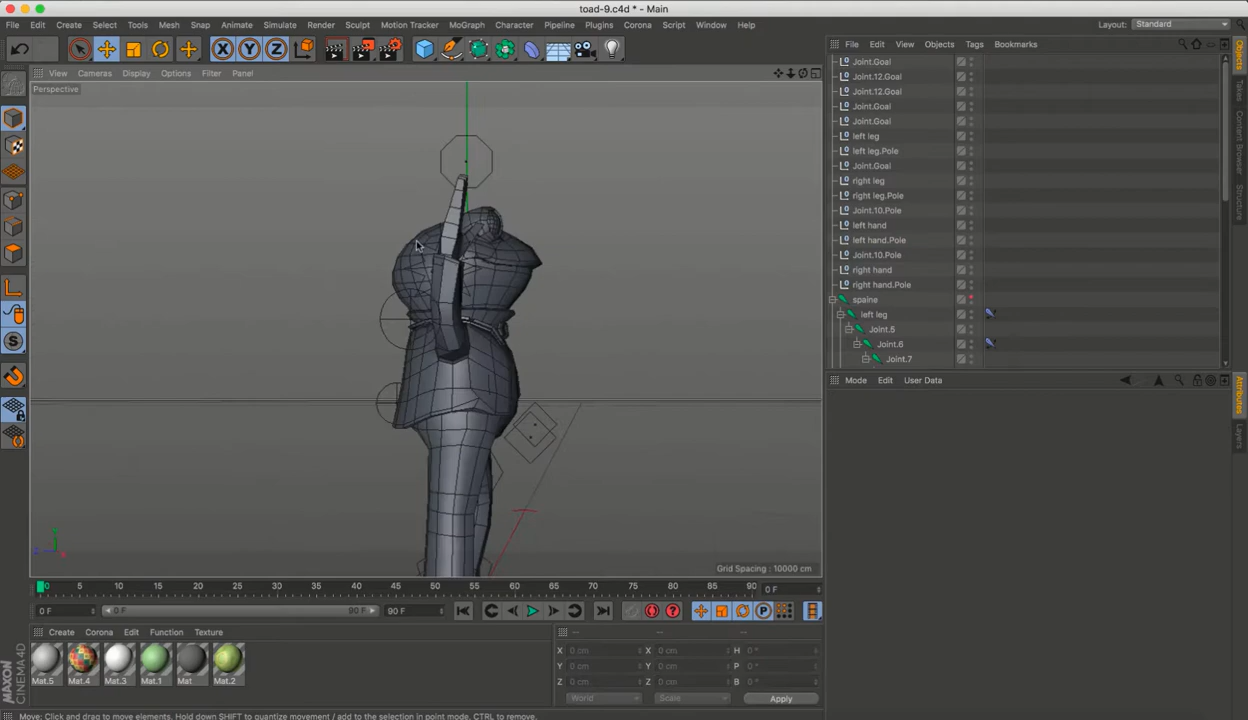 toad-9.c4d * - Main
File Edit Create Select Tools Mesh Snap Animate Simulate Render Sculpt Motion Tracker MoGraph Character Pipeline Plugins Corona Script Window Help
Layout: Standard
View Cameras Display Options Filter Panel
Perspective
File Edit View Objects Tags Bookmarks
Joint.Goal
Joint.12.Goal
Joint.12.Goal
Joint.Goal
Joint.Goal
left leg
left leg.Pole
Joint.Goal
right leg
right leg.Pole
Joint.10.Pole
left hand
left hand.Pole
Joint.10.Pole
right hand
right hand.Pole
spaine
left leg
Joint.5
Joint.6
Joint.7
Objects
Takes
Content Browser
Structure
Mode Edit User Data
Attributes
Layers
Grid Spacing : 10000 cm
0 5 10 15 20 25 30 35 40 45 50 55 60 65 70 75 80 85 90 0 F
0 F 0 F 90 F 90 F
Create Corona Edit Function Texture
Mat.5 Mat.4 Mat.3 Mat.1 Mat Mat.2
-- -- --
X 0 cm X 0 cm H 0 °
Y 0 cm Y 0 cm P 0 °
Z 0 cm Z 0 cm B 0 °
World Scale Apply
MAXON
CINEMA 4D
Move: Click and drag to move elements. Hold down SHIFT to quantize movement / add to the selection in point mode, CTRL to remove.